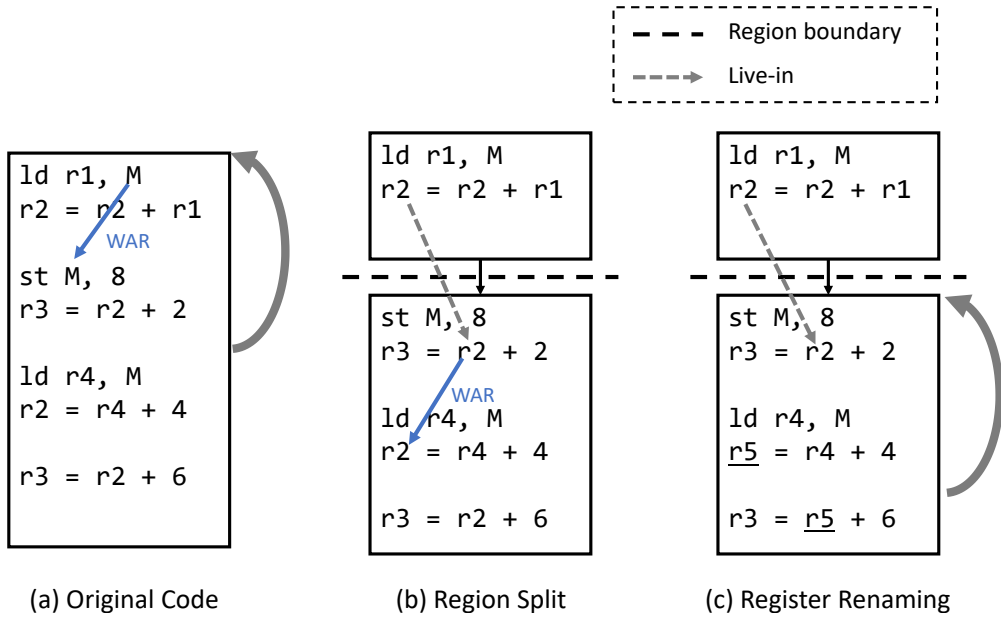 Region boundary
Live-in
ld r1, M
r2 = r2 + r1
WAR
st M, 8
r3 = r2 + 2
ld r4, M
r2 = r4 + 4
r3 = r2 + 6
(a) Original Code
ld r1, M
r2 = r2 + r1
st M, 8
r3 = r2 + 2
WAR
ld r4, M
r2 = r4 + 4
r3 = r2 + 6
(b) Region Split
ld r1, M
r2 = r2 + r1
st M, 8
r3 = r2 + 2
ld r4, M
r5 = r4 + 4
r3 = r5 + 6
(c) Register Renaming